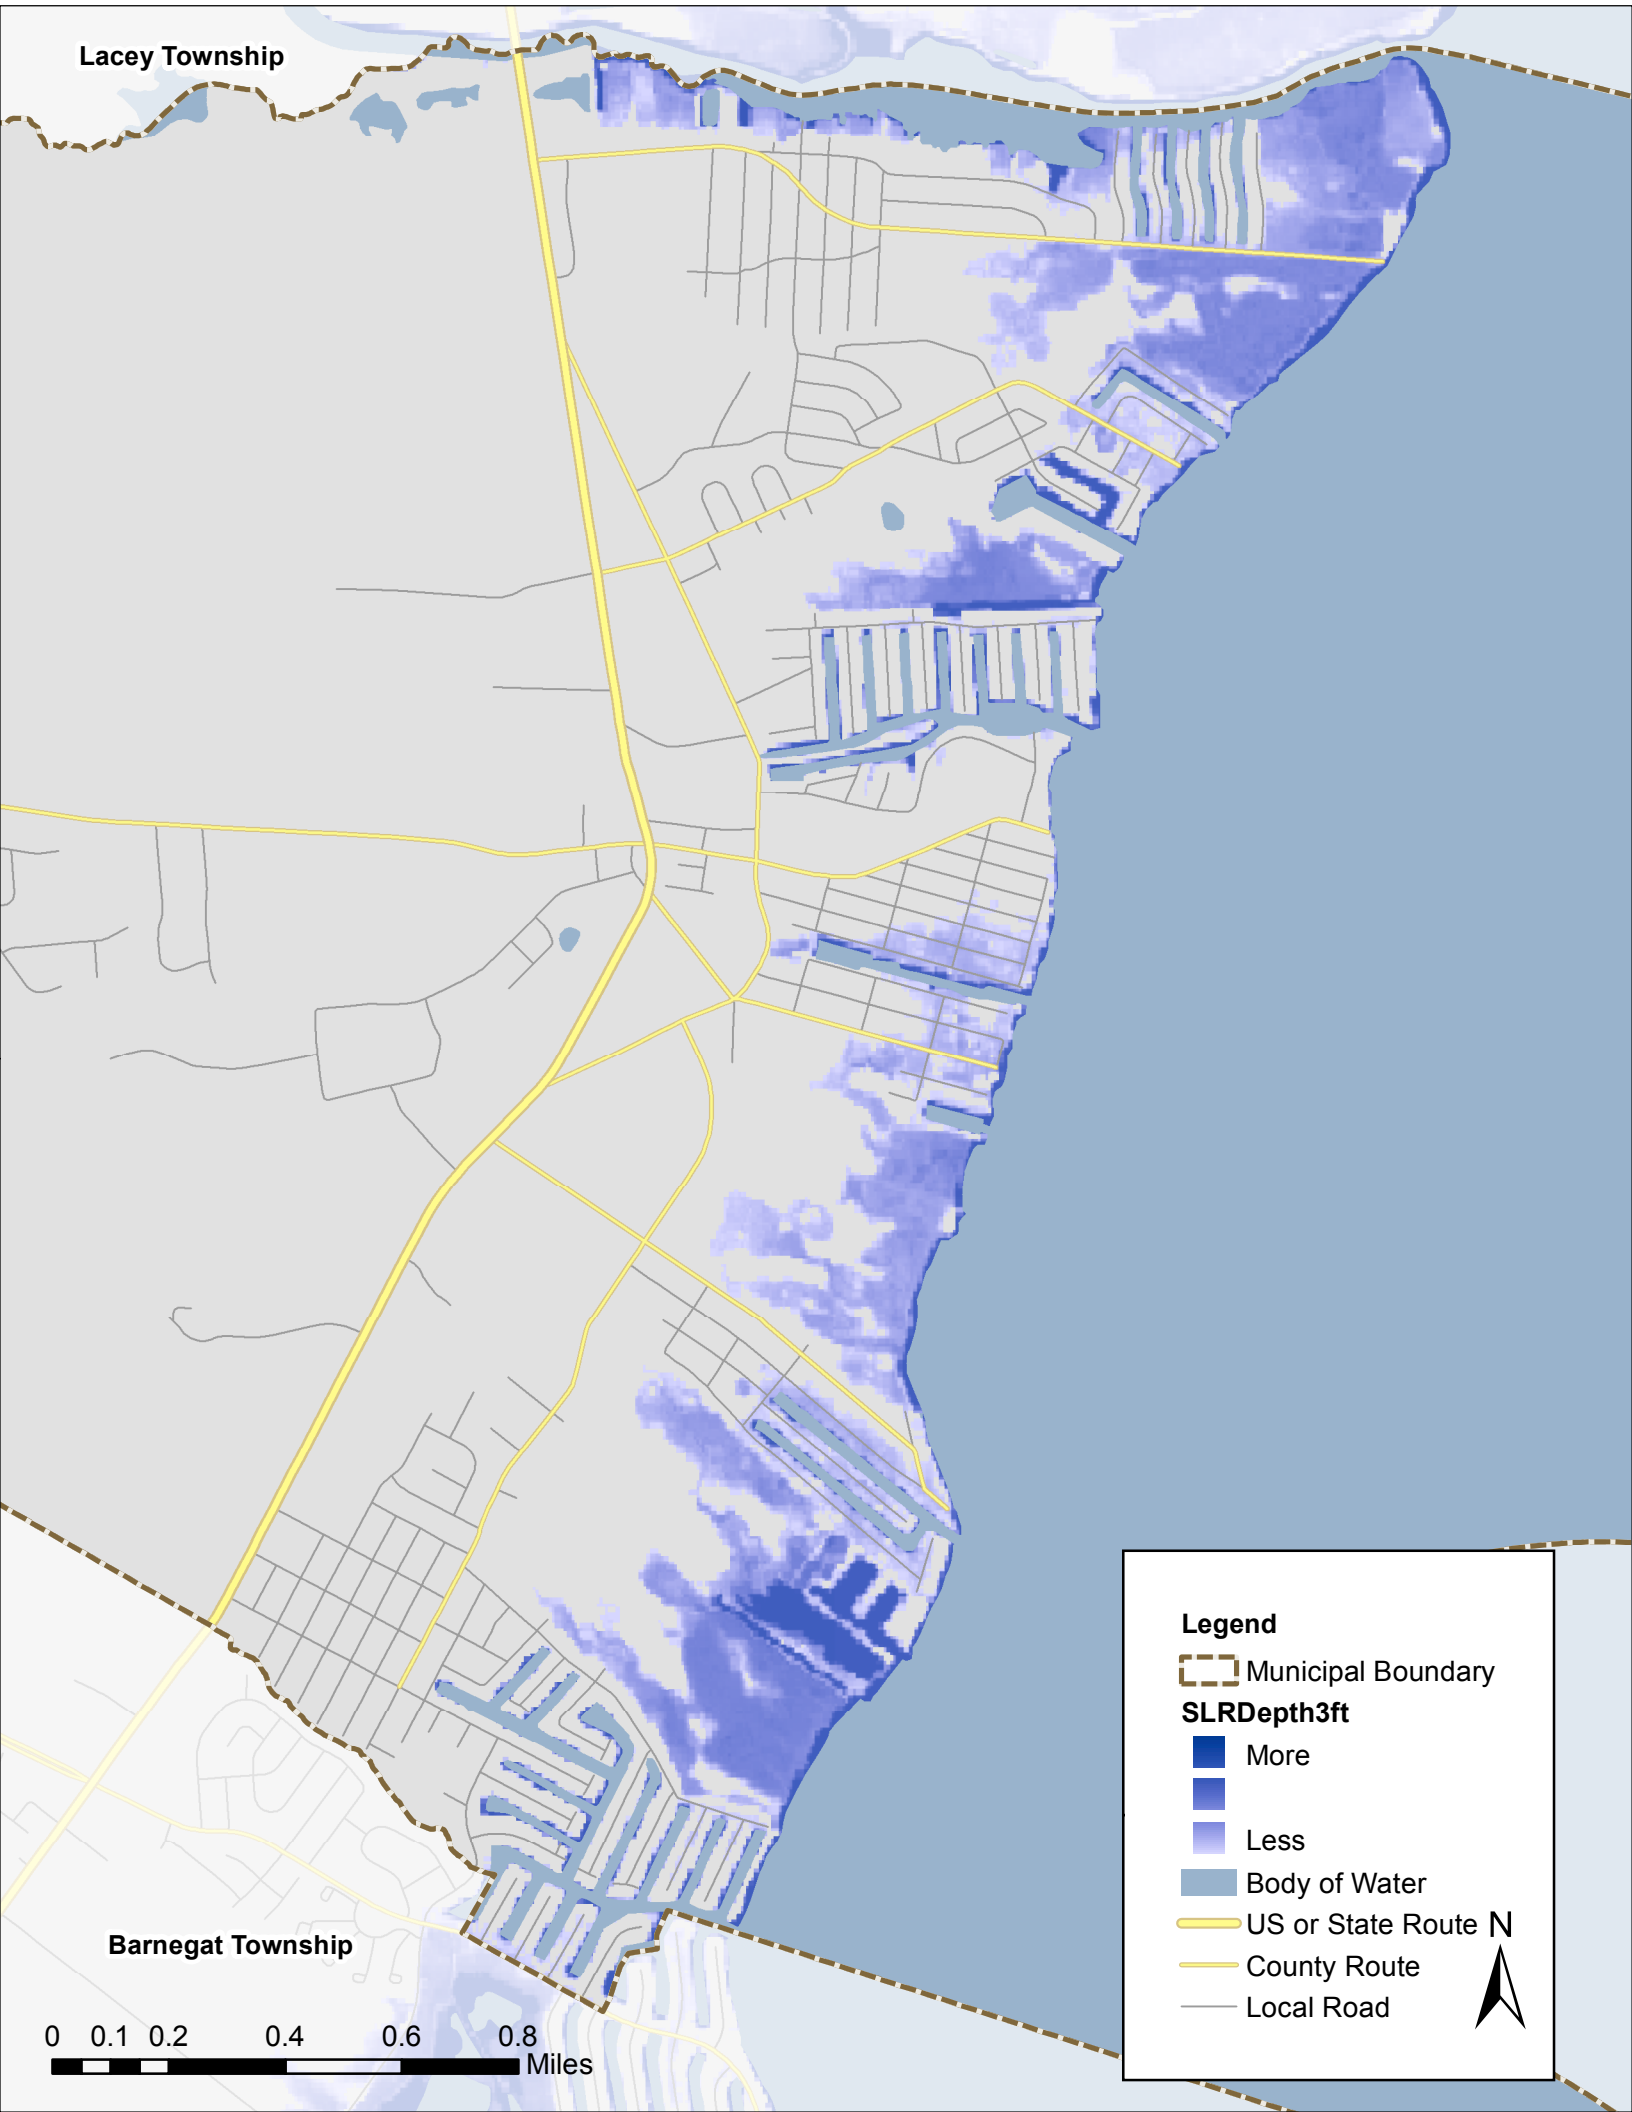 Lacey Township
Legend
Municipal Boundary
SLRDepth3ft
More
Less
Body of Water
US or State Route N
County Route
Local Road
Barnegat Township
0 0.1 0.2 0.4 0.6 0.8
Miles